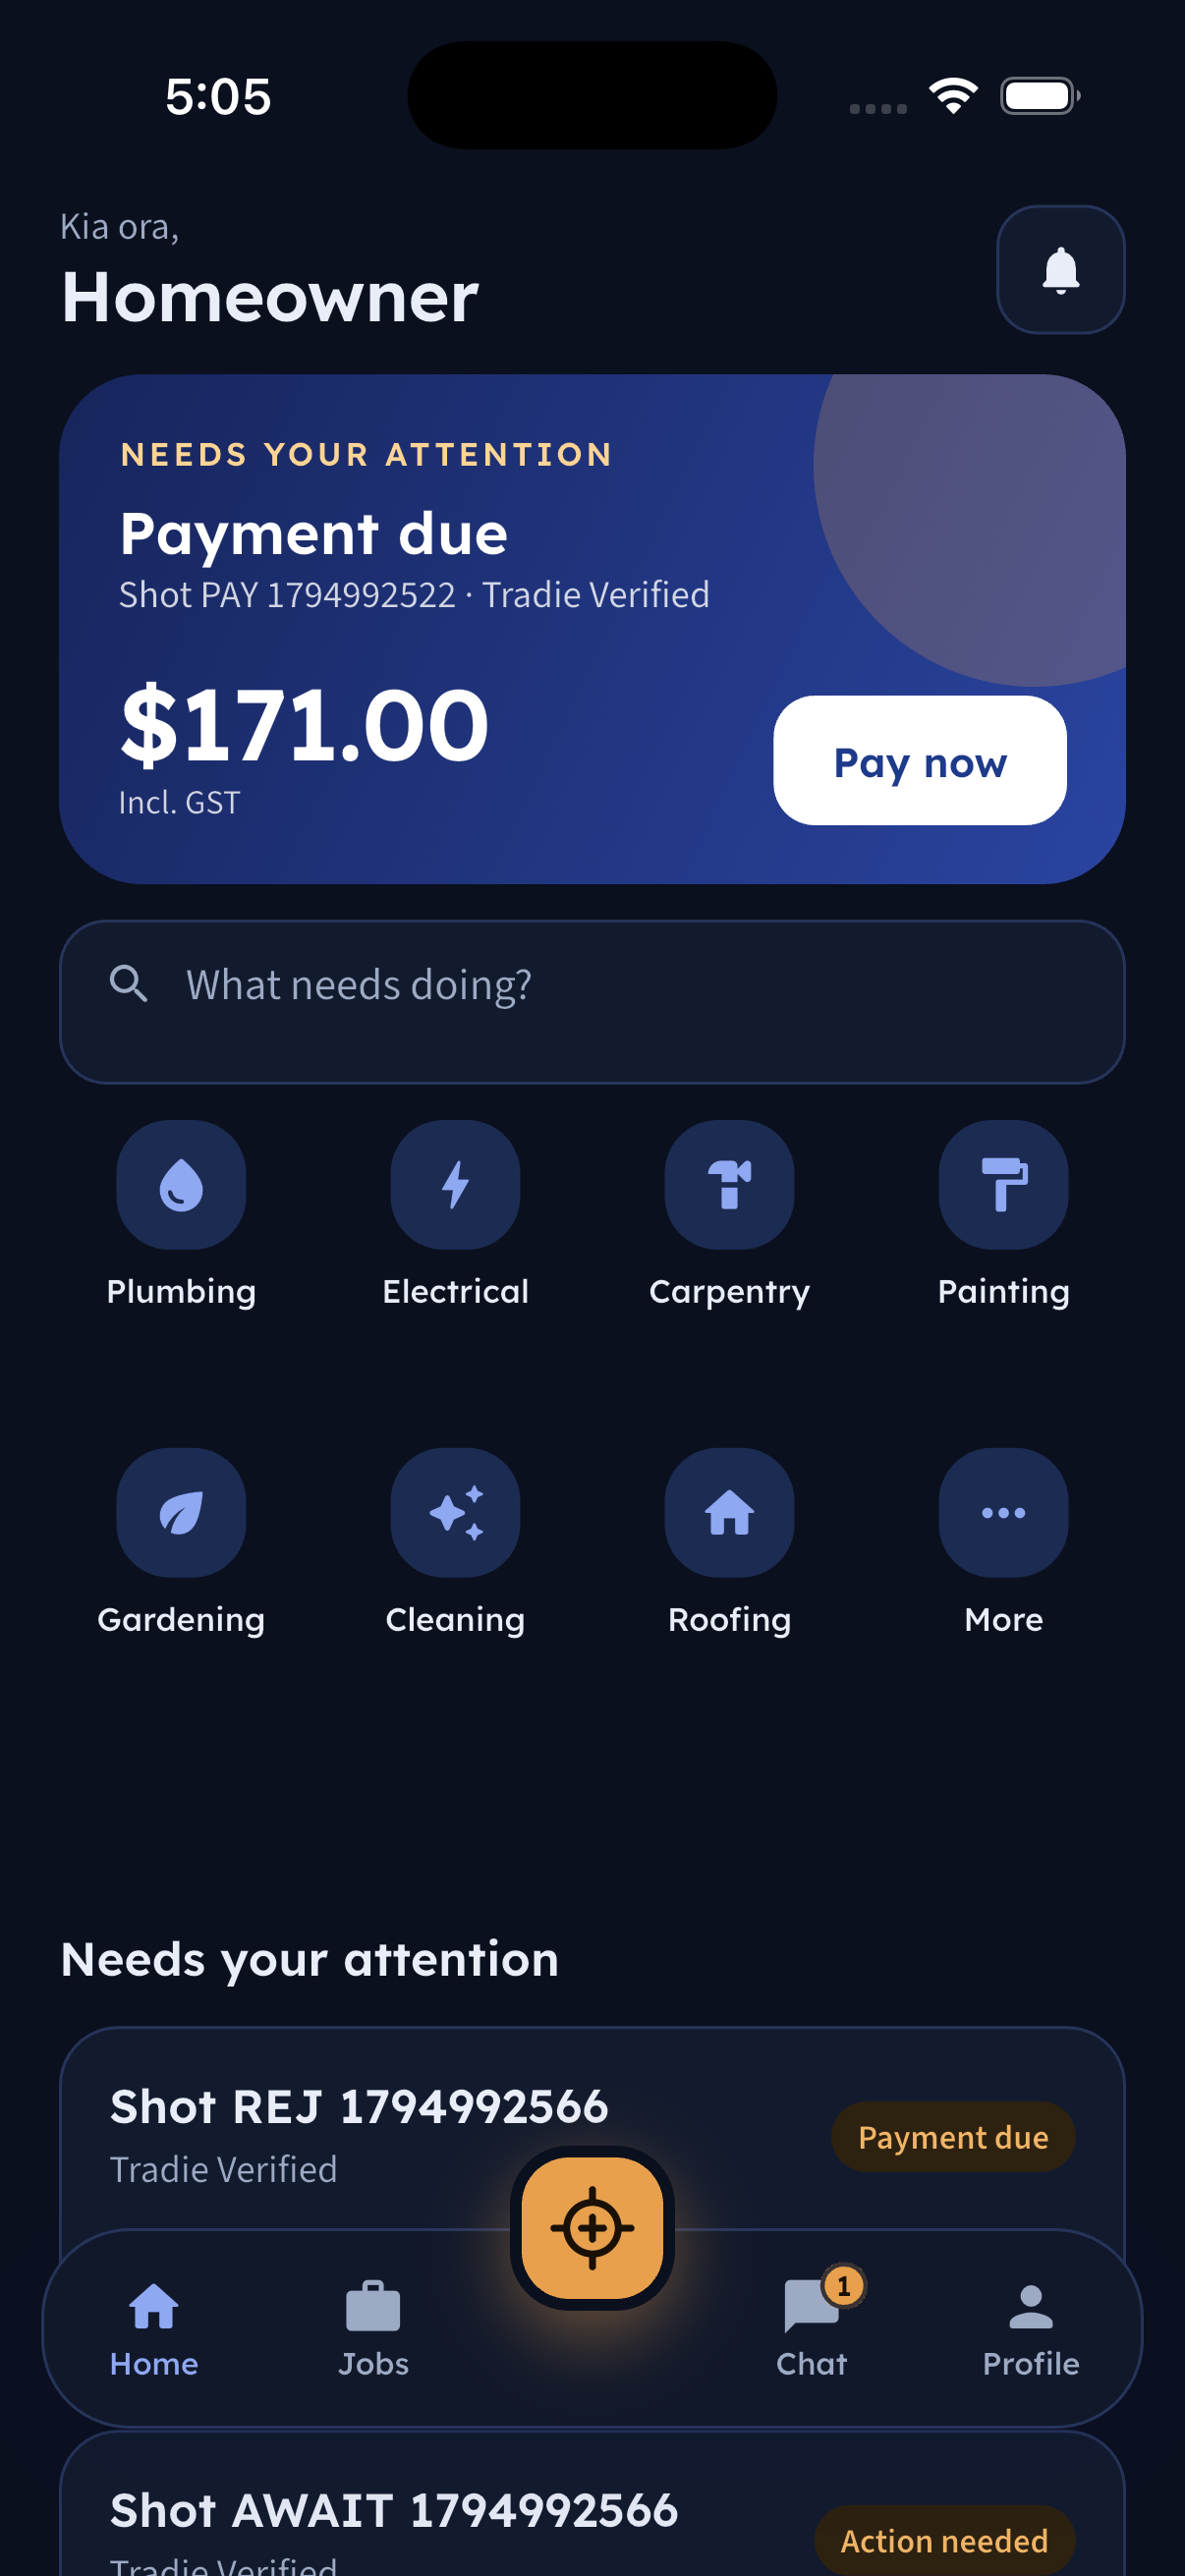 5:05
Kia ora,
Homeowner
NEEDS YOUR ATTENTION
Payment due
Shot PAY 1794992522 · Tradie Verified
$171.00
Incl. GST
Pay now
What needs doing?
Plumbing
Electrical
Carpentry
Painting
Gardening
Cleaning
Roofing
More
Needs your attention
Shot REJ 1794992566
Tradie Verified
Payment due
1
Home
Jobs
Chat
Profile
Shot AWAIT 1794992566
Tradie Verified
Action needed